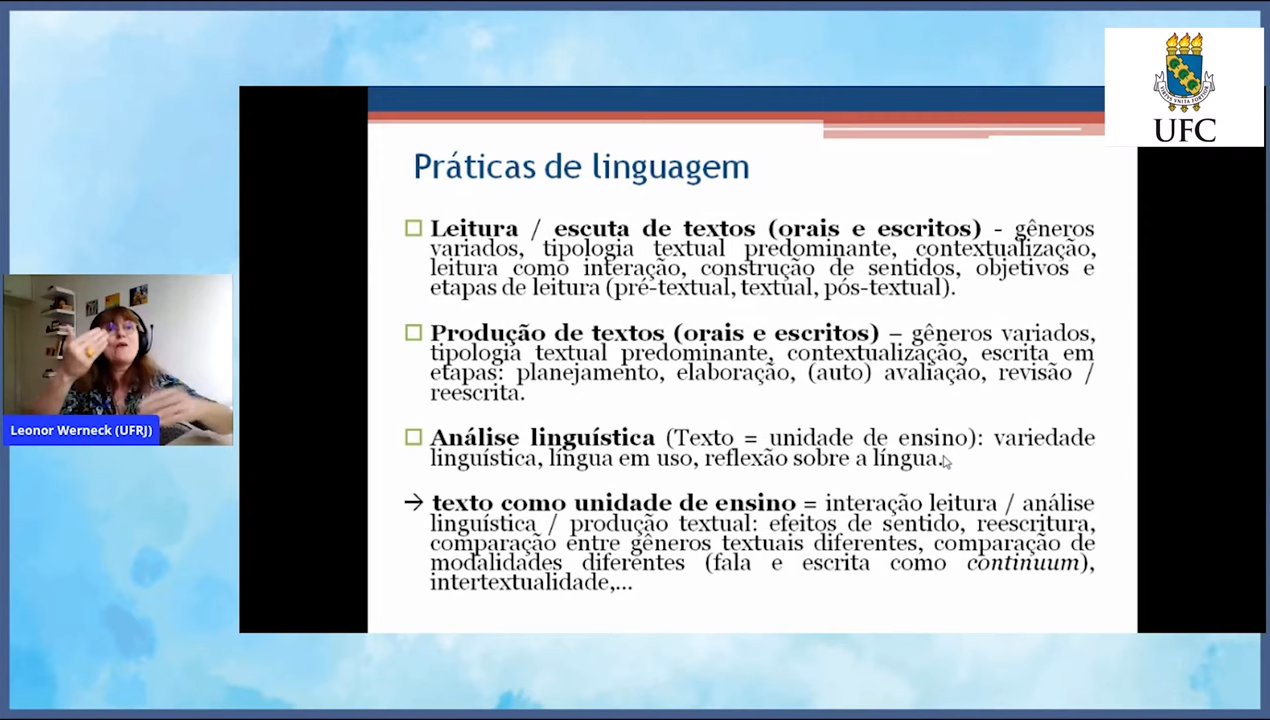 UFC
Práticas de linguagem
Leitura / escuta de textos (orais e escritos) - gêneros
variados, tipologia textual predominante, contextualização,
leitura como interação, construção de sentidos, objetivos e
etapas de leitura (pré-textual, textual, pós-textual).
Produção de textos (orais e escritos) – gêneros variados,
tipologia textual predominante, contextualização, escrita em
etapas: planejamento, elaboração, (auto) avaliação, revisão /
reescrita.
Análise linguística (Texto = unidade de ensino): variedade
linguística, língua em uso, reflexão sobre a língua.
→ texto como unidade de ensino = interação leitura / análise
linguística / produção textual: efeitos de sentido, reescritura,
comparação entre gêneros textuais diferentes, comparação de
modalidades diferentes (fala e escrita como continuum),
intertextualidade,...
Leonor Werneck (UFRJ)